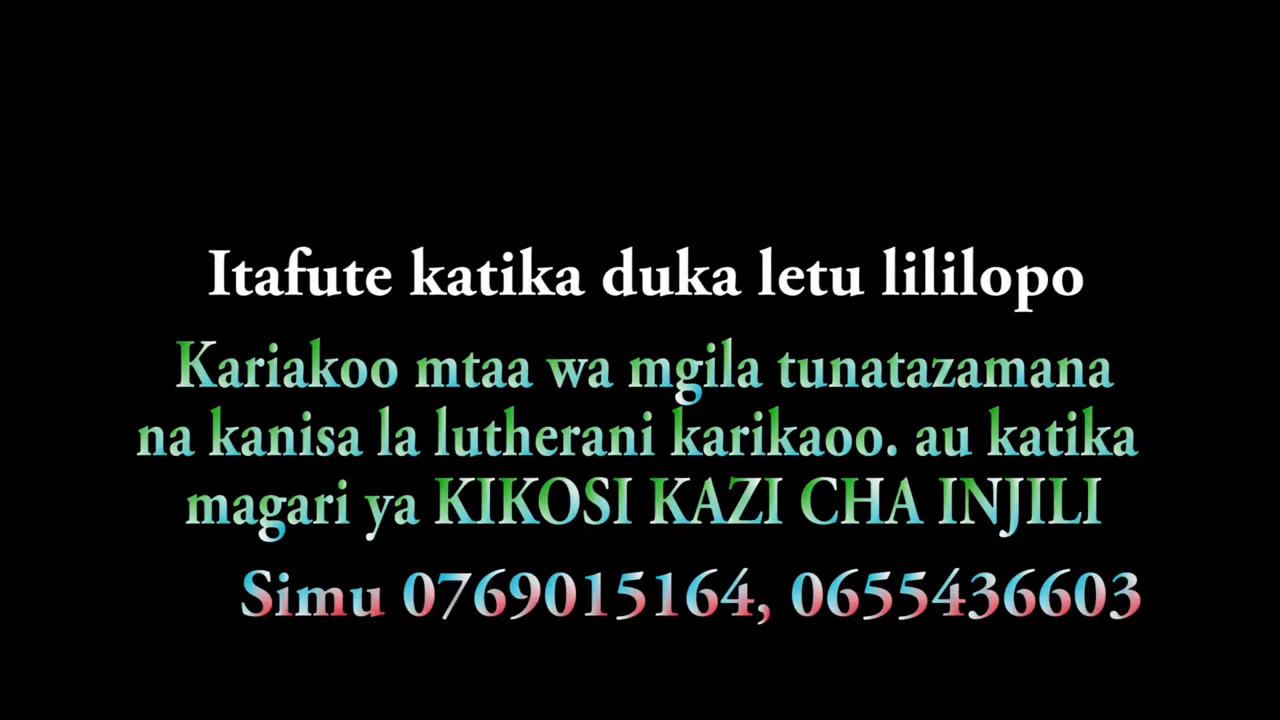 Itafute katika duka letu lililopo
Kariakoo mtaa wa mgila tunatazamana
na kanisa la lutherani karikaoo. au katika
magari ya KIKOSI KAZI CHA INJILI
Simu 0769015164, 0655436603